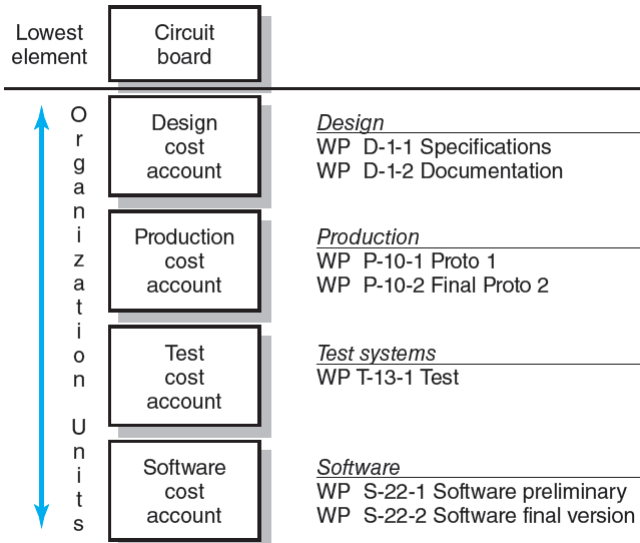 Lowest
element
Circuit
board
Organization Units
Design
cost
account
Design
WP D-1-1 Specifications
WP D-1-2 Documentation
Production
cost
account
Production
WP P-10-1 Proto 1
WP P-10-2 Final Proto 2
Test
cost
account
Test systems
WP T-13-1 Test
Software
cost
account
Software
WP S-22-1 Software preliminary
WP S-22-2 Software final version